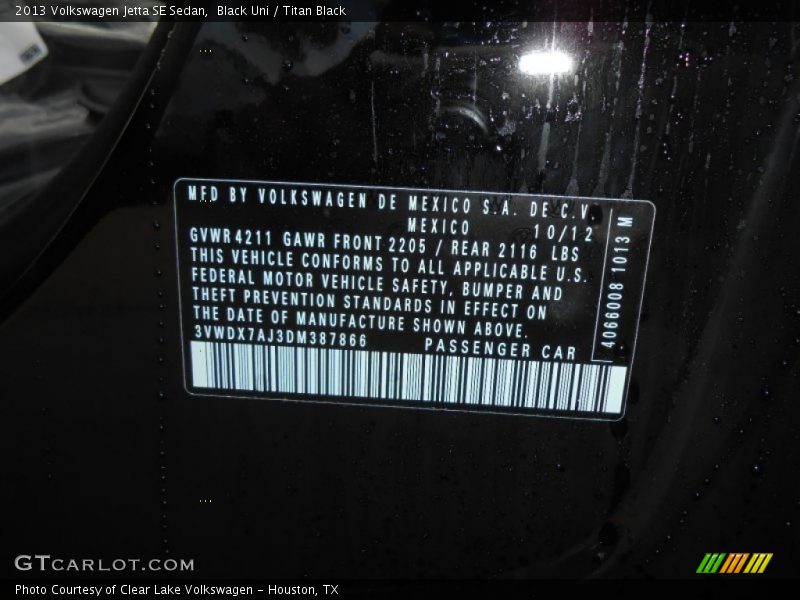 2013 Volkswagen Jetta SE Sedan,  Black Uni / Titan Black
MFD BY VOLKSWAGEN DE MEXICO S.A. DE C.V.
MEXICO 10/12
GVWR 4211 GAWR FRONT 2205 / REAR 2116 LBS
THIS VEHICLE CONFORMS TO ALL APPLICABLE U.S.
FEDERAL MOTOR VEHICLE SAFETY, BUMPER AND
THEFT PREVENTION STANDARDS IN EFFECT ON
THE DATE OF MANUFACTURE SHOWN ABOVE.
3VWDX7AJ3DM387866 PASSENGER CAR
4066008 1013 M
GTCARLOT.COM
Photo Courtesy of Clear Lake Volkswagen – Houston, TX